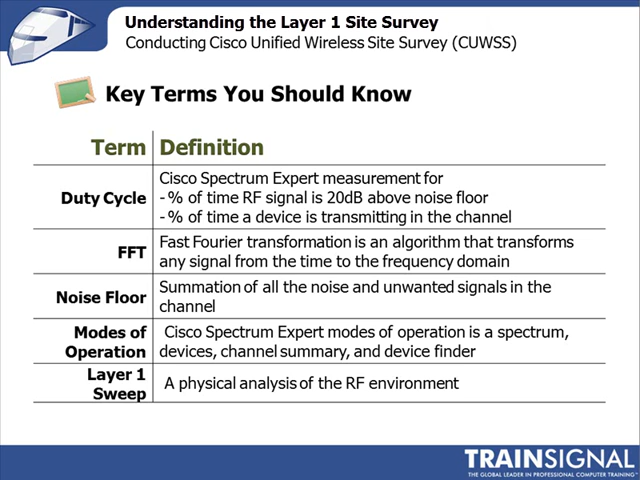 Understanding the Layer 1 Site Survey
Conducting Cisco Unified Wireless Site Survey (CUWSS)
Key Terms You Should Know
Term Definition
Duty Cycle
Cisco Spectrum Expert measurement for
- % of time RF signal is 20dB above noise floor
- % of time a device is transmitting in the channel
FFT
Fast Fourier transformation is an algorithm that transforms
any signal from the time to the frequency domain
Noise Floor
Summation of all the noise and unwanted signals in the
channel
Modes of
Operation
Cisco Spectrum Expert modes of operation is a spectrum,
devices, channel summary, and device finder
Layer 1
Sweep
A physical analysis of the RF environment
TRAINSIGNAL
THE GLOBAL LEADER IN PROFESSIONAL COMPUTER TRAINING